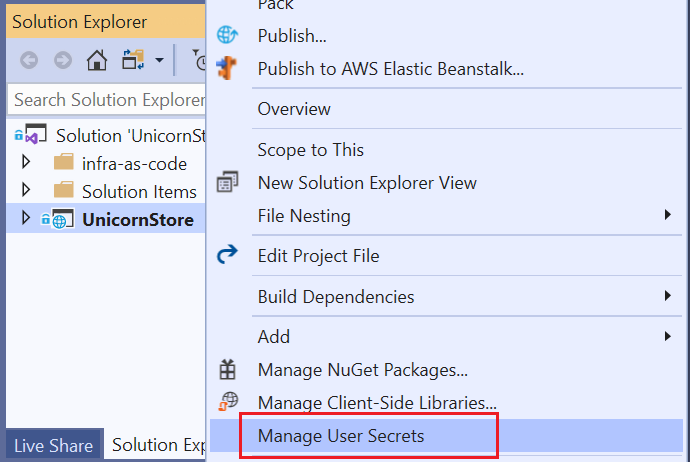 Solution Explorer
Search Solution Explorer
Solution 'UnicornSt
infra-as-code
Solution Items
UnicornStore
Live Share
Solution Exp
Pack
Publish...
Publish to AWS Elastic Beanstalk...
Overview
Scope to This
New Solution Explorer View
File Nesting
Edit Project File
Build Dependencies
Add
Manage NuGet Packages...
Manage Client-Side Libraries...
Manage User Secrets